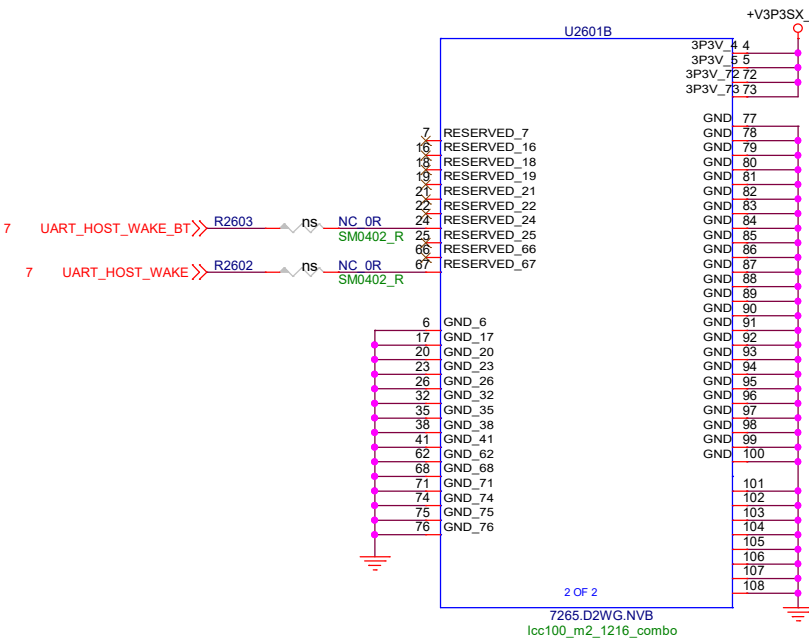 +V3P3SX_
U2601B
3P3V_4 4
3P3V_5 5
3P3V_72 72
3P3V_73 73
7 RESERVED_7
16 RESERVED_16
18 RESERVED_18
19 RESERVED_19
21 RESERVED_21
22 RESERVED_22
24 RESERVED_24
25 RESERVED_25
66 RESERVED_66
67 RESERVED_67
7 UART_HOST_WAKE_BT R2603 ns NC_0R
SM0402_R
7 UART_HOST_WAKE R2602 ns NC_0R
SM0402_R
6 GND_6
17 GND_17
20 GND_20
23 GND_23
26 GND_26
32 GND_32
35 GND_35
38 GND_38
41 GND_41
62 GND_62
68 GND_68
71 GND_71
74 GND_74
75 GND_75
76 GND_76
GND 77
GND 78
GND 79
GND 80
GND 81
GND 82
GND 83
GND 84
GND 85
GND 86
GND 87
GND 88
GND 89
GND 90
GND 91
GND 92
GND 93
GND 94
GND 95
GND 96
GND 97
GND 98
GND 99
GND 100
101
102
103
104
105
106
107
108
2 OF 2
7265.D2WG.NVB
lcc100_m2_1216_combo